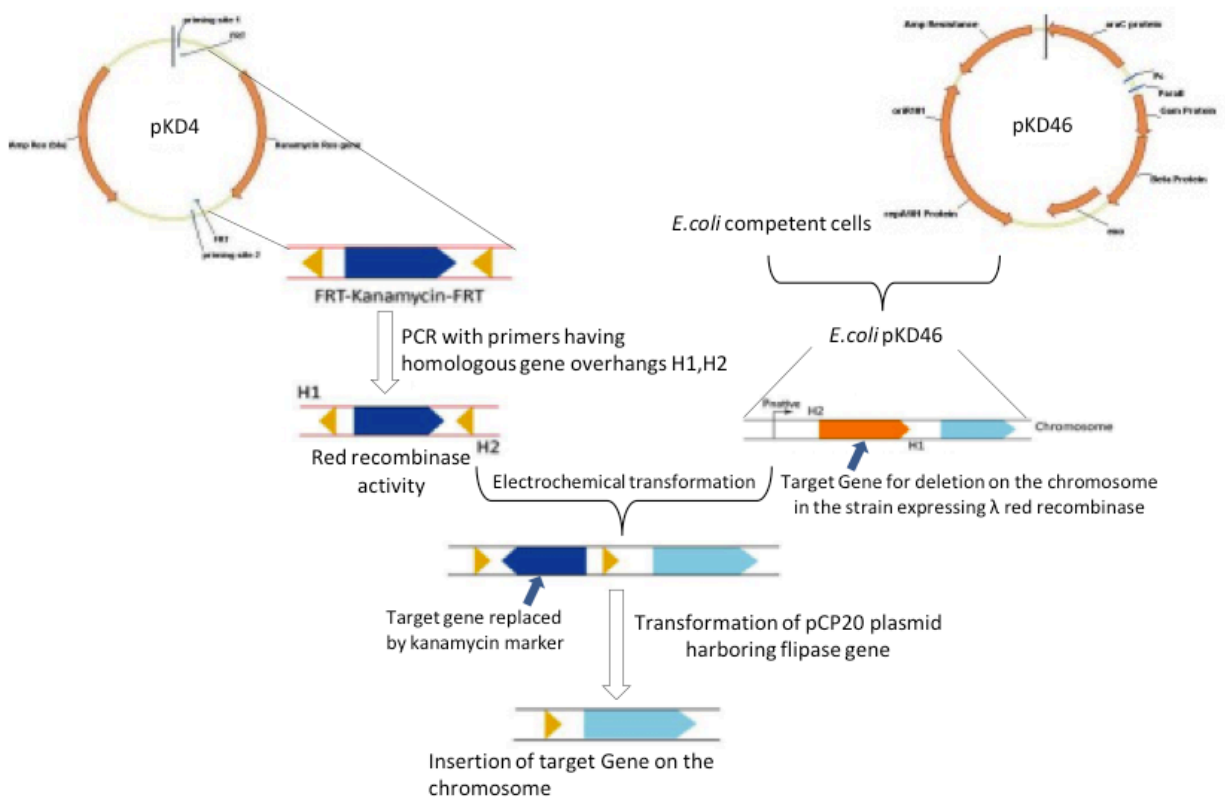 priming site 1
FRT
pKD4
Amp Res (bla)
Kanamycin Res gene
FRT
priming site 2
Amp Resistance
araC protein
Pc
ParaB
Gam Protein
oriR101
pKD46
Beta Protein
repA101 Protein
exo
E.coli competent cells
FRT-Kanamycin-FRT
PCR with primers having
homologous gene overhangs H1,H2
E.coli pKD46
H1
H2
Red recombinase
activity
H2
H1
Chromosome
Electrochemical transformation
Target Gene for deletion on the chromosome
in the strain expressing λ red recombinase
Target gene replaced
by kanamycin marker
Transformation of pCP20 plasmid
harboring flipase gene
Insertion of target Gene on the
chromosome